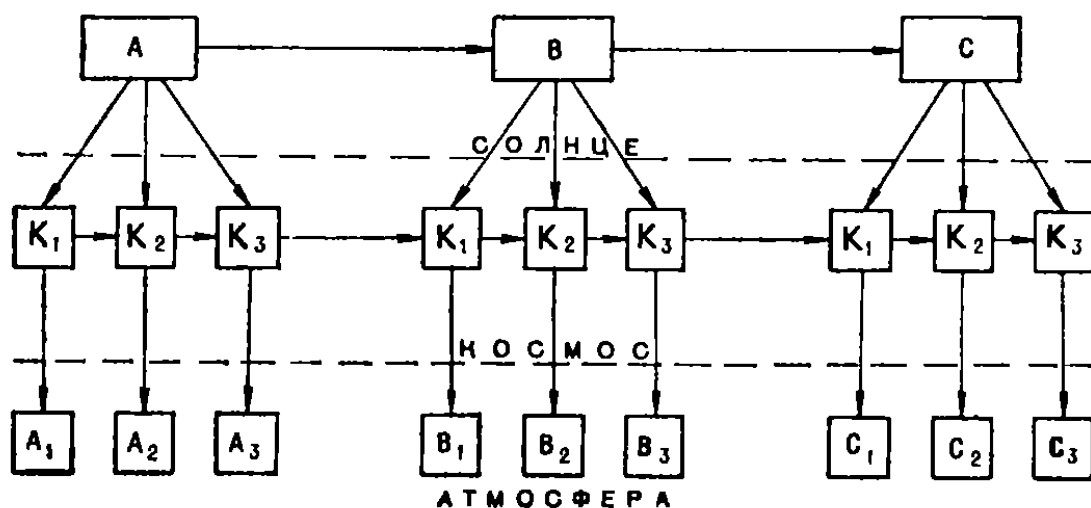 A B C
СОЛНЦЕ
K₁ K₂ K₃ K₁ K₂ K₃ K₁ K₂ K₃
КОСМОС
A₁ A₂ A₃ B₁ B₂ B₃ C₁ C₂ C₃
АТМОСФЕРА